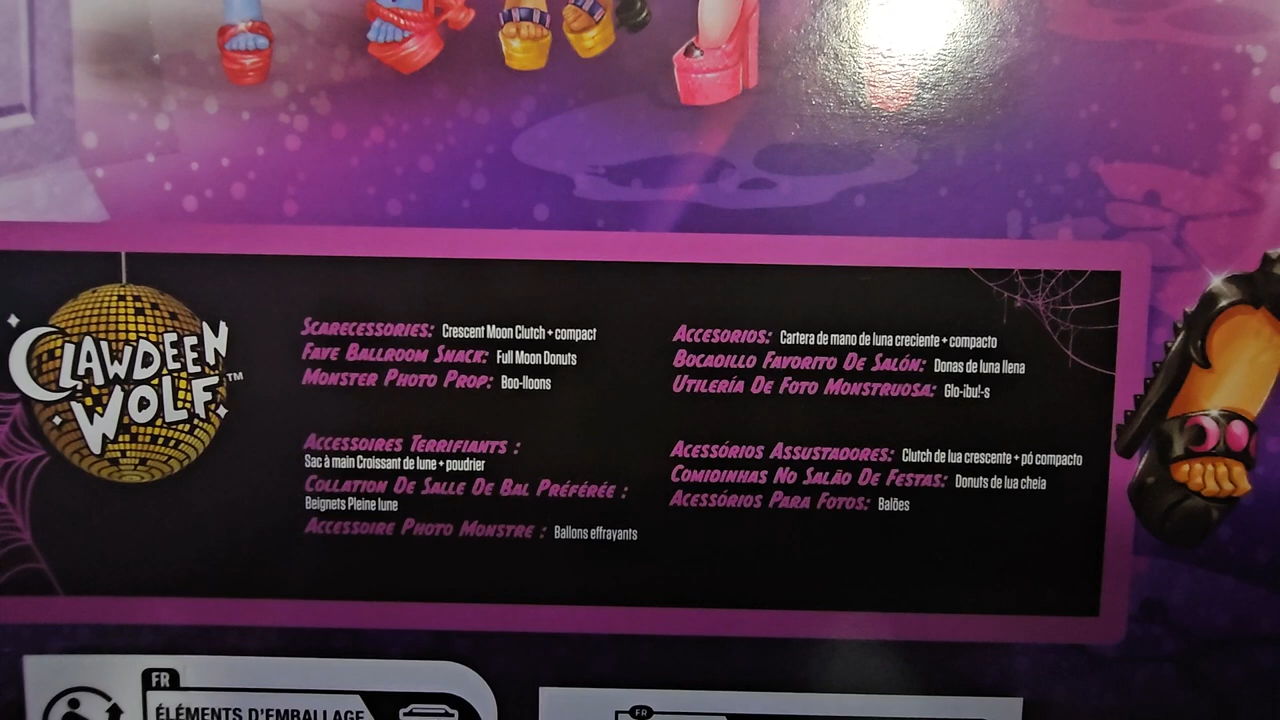 CLAWDEEN
WOLF™
SCARECESSORIES: Crescent Moon Clutch + compact
FAVE BALLROOM SNACK: Full Moon Donuts
MONSTER PHOTO PROP: Boo-lloons
ACCESSOIRES TERRIFIANTS :
Sac à main Croissant de lune + poudrier
COLLATION DE SALLE DE BAL PRÉFÉRÉE :
Beignets Pleine lune
ACCESSOIRE PHOTO MONSTRE : Ballons effrayants
ACCESORIOS: Cartera de mano de luna creciente + compacto
BOCADILLO FAVORITO DE SALÓN: Donas de luna llena
UTILERÍA DE FOTO MONSTRUOSA: Glo-¡bu!-s
ACESSÓRIOS ASSUSTADORES: Clutch de lua crescente + pó compacto
COMIDINHAS NO SALÃO DE FESTAS: Donuts de lua cheia
ACESSÓRIOS PARA FOTOS: Balões
FR
ÉLÉMENTS D'EMBALLAGE
FR